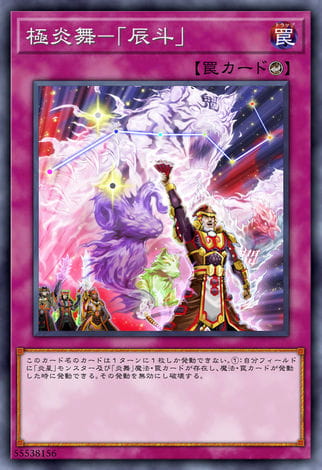 極炎舞-「辰斗」
トラップ
罠
【罠カード】
このカード名のカードは1ターンに1枚しか発動できない。①:自分フィールド
に「炎星」モンスター及び「炎舞」魔法・罠カードが存在し、魔法・罠カードが発動
した時に発動できる。その発動を無効にし破壊する。
55538156